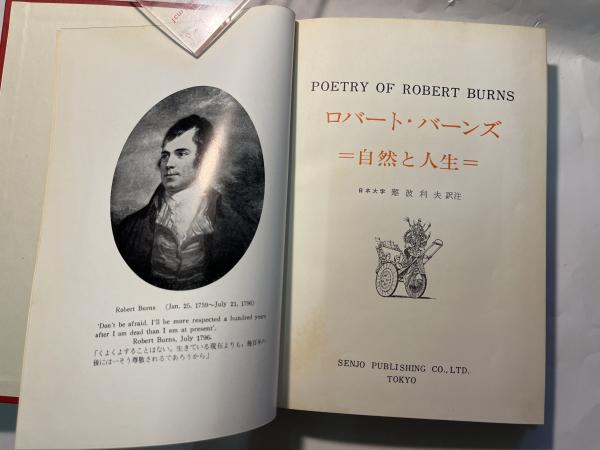 Robert Burns (Jan. 25. 1759～July 21, 1796)
'Don't be afraid. I'll be more respected a hundred years
after I am dead than I am at present'.
Robert Burns, July 1796.
「くよくよすることはない。生きている現在よりも、幾百年の
後には一そう尊敬されるであろうから」
POETRY OF ROBERT BURNS
ロバート・バーンズ
＝自然と人生＝
日本大学 難波利夫訳注
SENJO PUBLISHING CO., LTD.
TOKYO